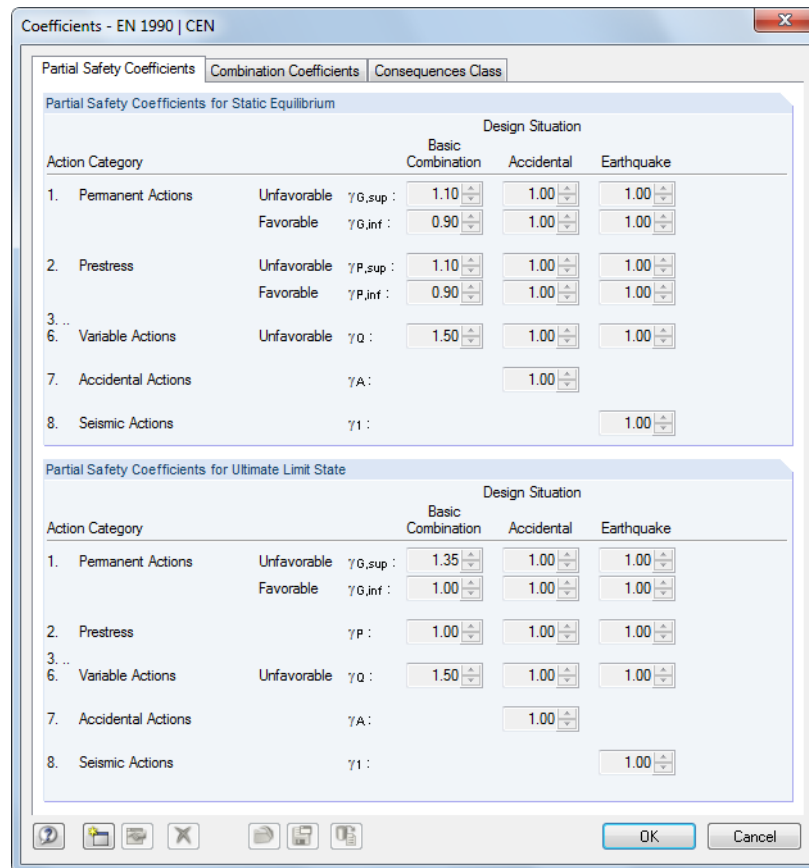 Coefficients - EN 1990 | CEN
Partial Safety Coefficients Combination Coefficients Consequences Class
Partial Safety Coefficients for Static Equilibrium
Design Situation
Basic
Action Category Combination Accidental Earthquake
1. Permanent Actions Unfavorable γG,sup : 1.10 1.00 1.00
Favorable γG,inf : 0.90 1.00 1.00
2. Prestress Unfavorable γP,sup : 1.10 1.00 1.00
Favorable γP,inf : 0.90 1.00 1.00
3. ..
6. Variable Actions Unfavorable γQ : 1.50 1.00 1.00
7. Accidental Actions γA : 1.00
8. Seismic Actions γ1 : 1.00
Partial Safety Coefficients for Ultimate Limit State
Design Situation
Basic
Action Category Combination Accidental Earthquake
1. Permanent Actions Unfavorable γG,sup : 1.35 1.00 1.00
Favorable γG,inf : 1.00 1.00 1.00
2. Prestress γP : 1.00 1.00 1.00
3. ..
6. Variable Actions Unfavorable γQ : 1.50 1.00 1.00
7. Accidental Actions γA : 1.00
8. Seismic Actions γ1 : 1.00
OK Cancel